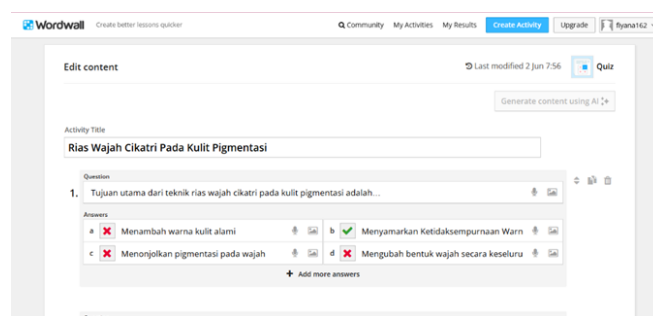 Wordwall Create better lessons quicker Community My Activities My Results Create Activity Upgrade fiyana162
Edit content Last modified 2 Jun 7:56 Quiz
Generate content using AI
Activity Title
Rias Wajah Cikatri Pada Kulit Pigmentasi
Question
1. Tujuan utama dari teknik rias wajah cikatri pada kulit pigmentasi adalah...
Answers
a Menambah warna kulit alami b Menyamarkan Ketidaksempurnaan Warn
c Menonjolkan pigmentasi pada wajah d Mengubah bentuk wajah secara keseluru
+ Add more answers